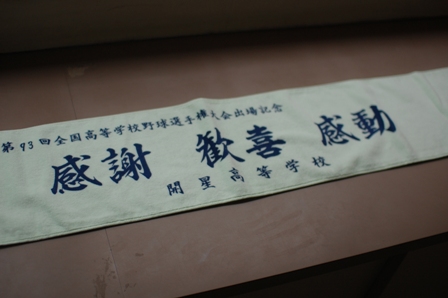 第93回全国高等学校野球選手権大会出場記念
感謝 歓喜 感動
開星高等学校